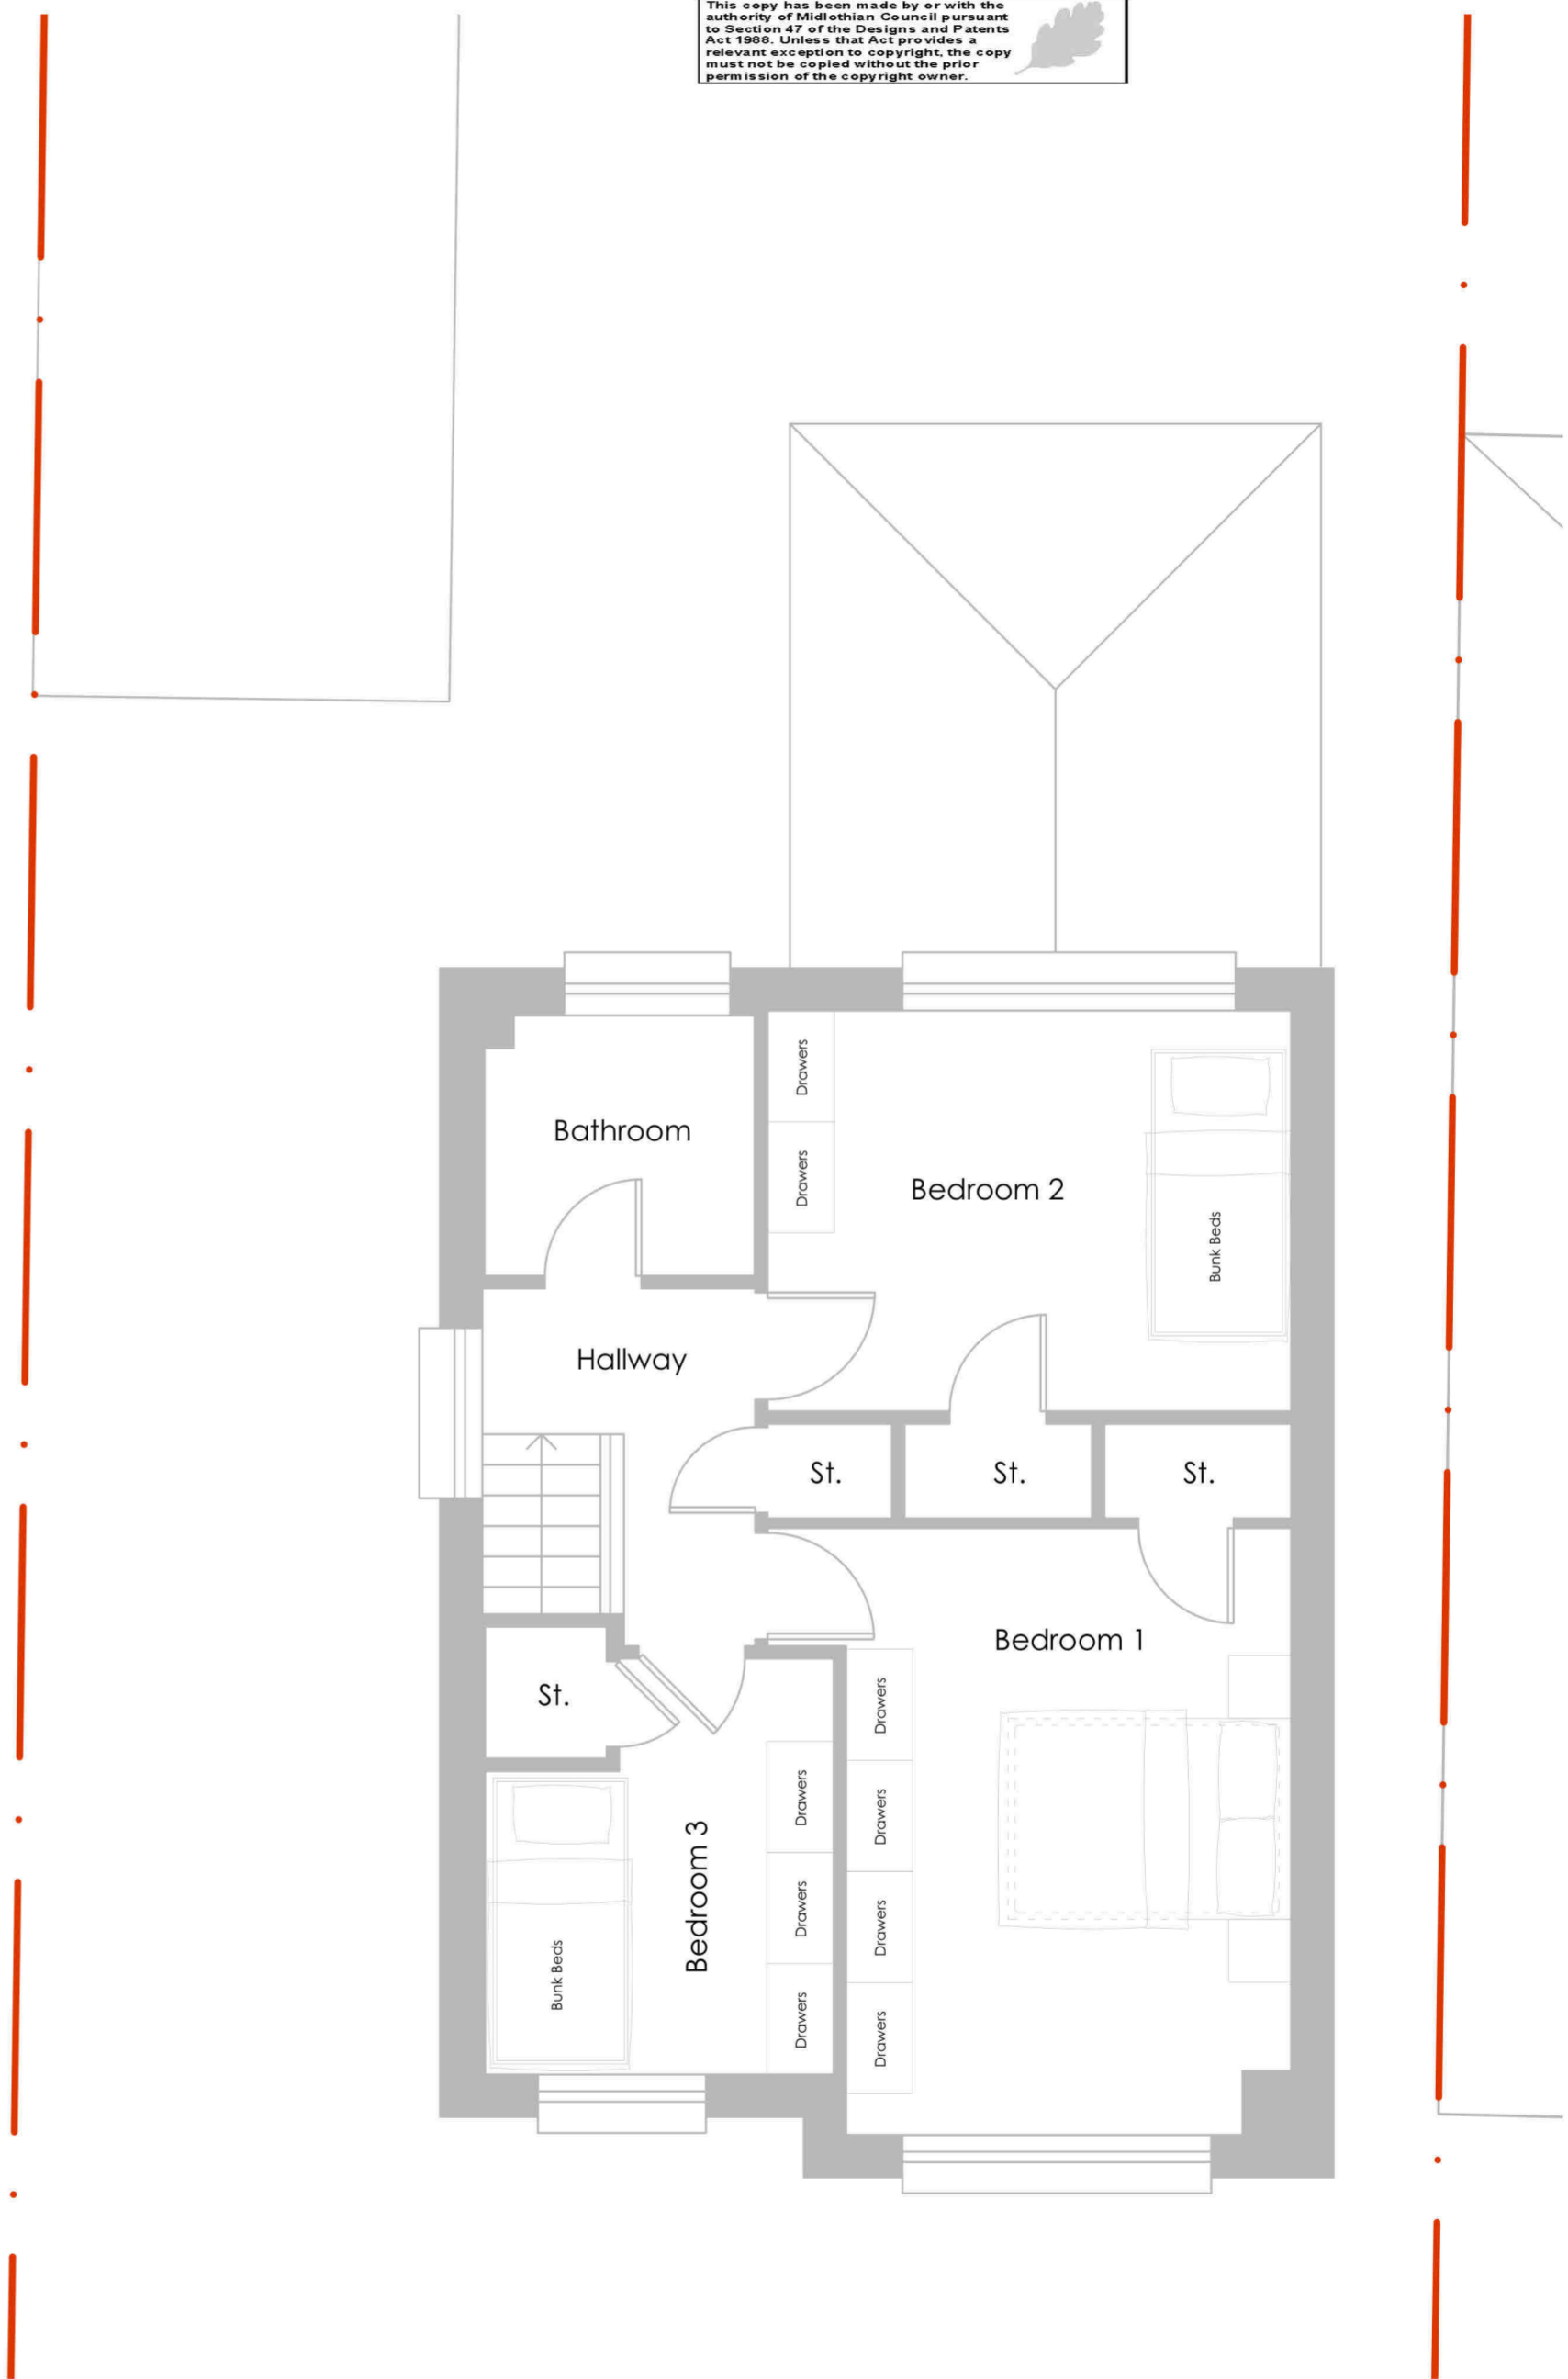 This copy has been made by or with the
authority of Midlothian Council pursuant
to Section 47 of the Designs and Patents
Act 1988. Unless that Act provides a
relevant exception to copyright, the copy
must not be copied without the prior
permission of the copyright owner.
Drawers
Bathroom
Drawers
Bedroom 2
Bunk Beds
Hallway
St.
St.
St.
Bedroom 1
St.
Drawers
Drawers
Drawers
Bedroom 3
Drawers
Drawers
Bunk Beds
Drawers
Drawers